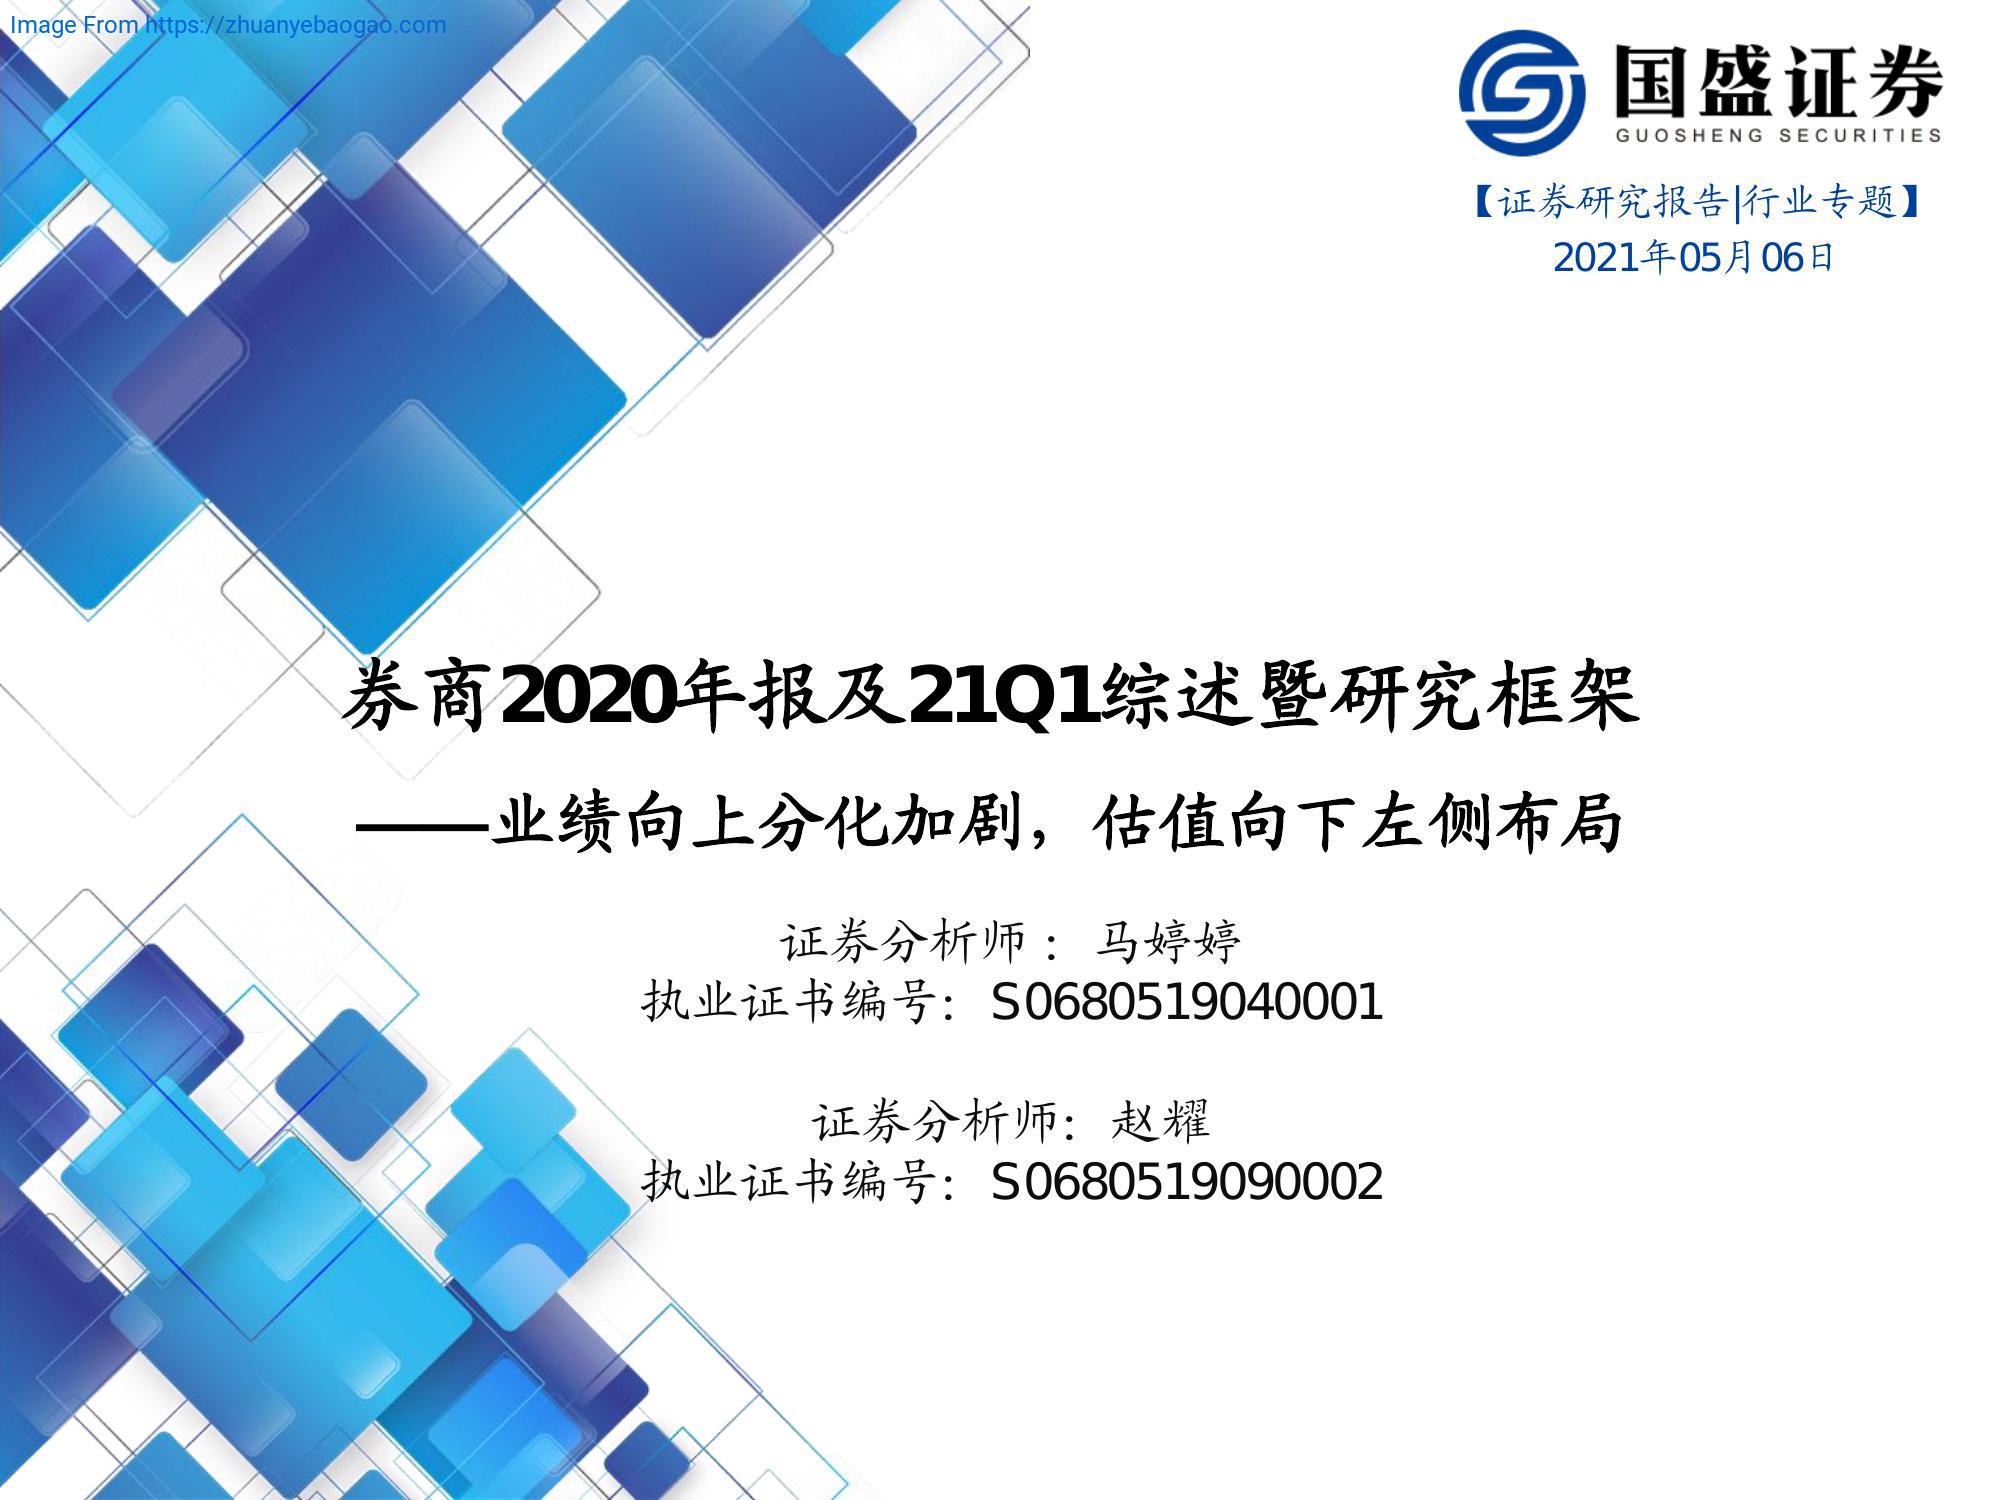 Image From https://zhuanyebaogao.com
国盛证券
GUOSHENG SECURITIES
【证券研究报告|行业专题】
2021年05月06日
券商2020年报及21Q1综述暨研究框架
——业绩向上分化加剧，估值向下左侧布局
证券分析师： 马婷婷
执业证书编号： S0680519040001
证券分析师： 赵耀
执业证书编号： S0680519090002